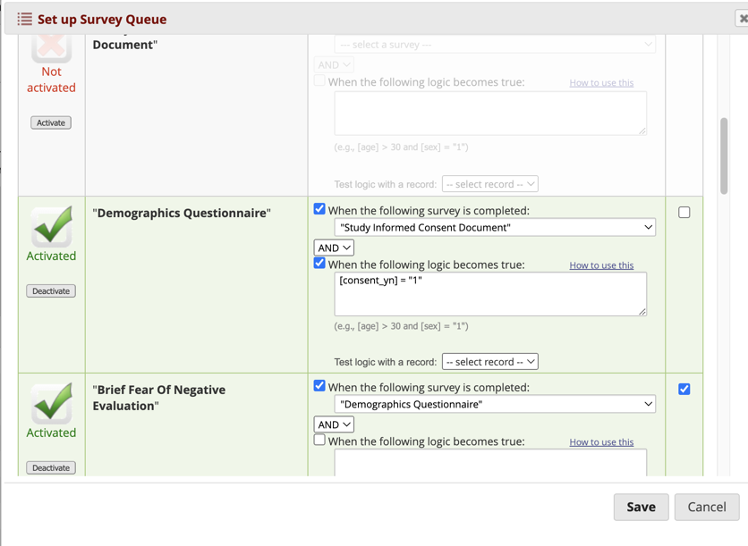 Set up Survey Queue
Document"
--- select a survey ---
Not
activated
AND
When the following logic becomes true:
How to use this
Activate
(e.g., [age] > 30 and [sex] = "1")
Test logic with a record:
-- select record --
"Demographics Questionnaire"
When the following survey is completed:
"Study Informed Consent Document"
Activated
AND
When the following logic becomes true:
How to use this
[consent_yn] = "1"
Deactivate
(e.g., [age] > 30 and [sex] = "1")
Test logic with a record:
-- select record --
"Brief Fear Of Negative
Evaluation"
When the following survey is completed:
"Demographics Questionnaire"
Activated
AND
When the following logic becomes true:
How to use this
Deactivate
Save
Cancel